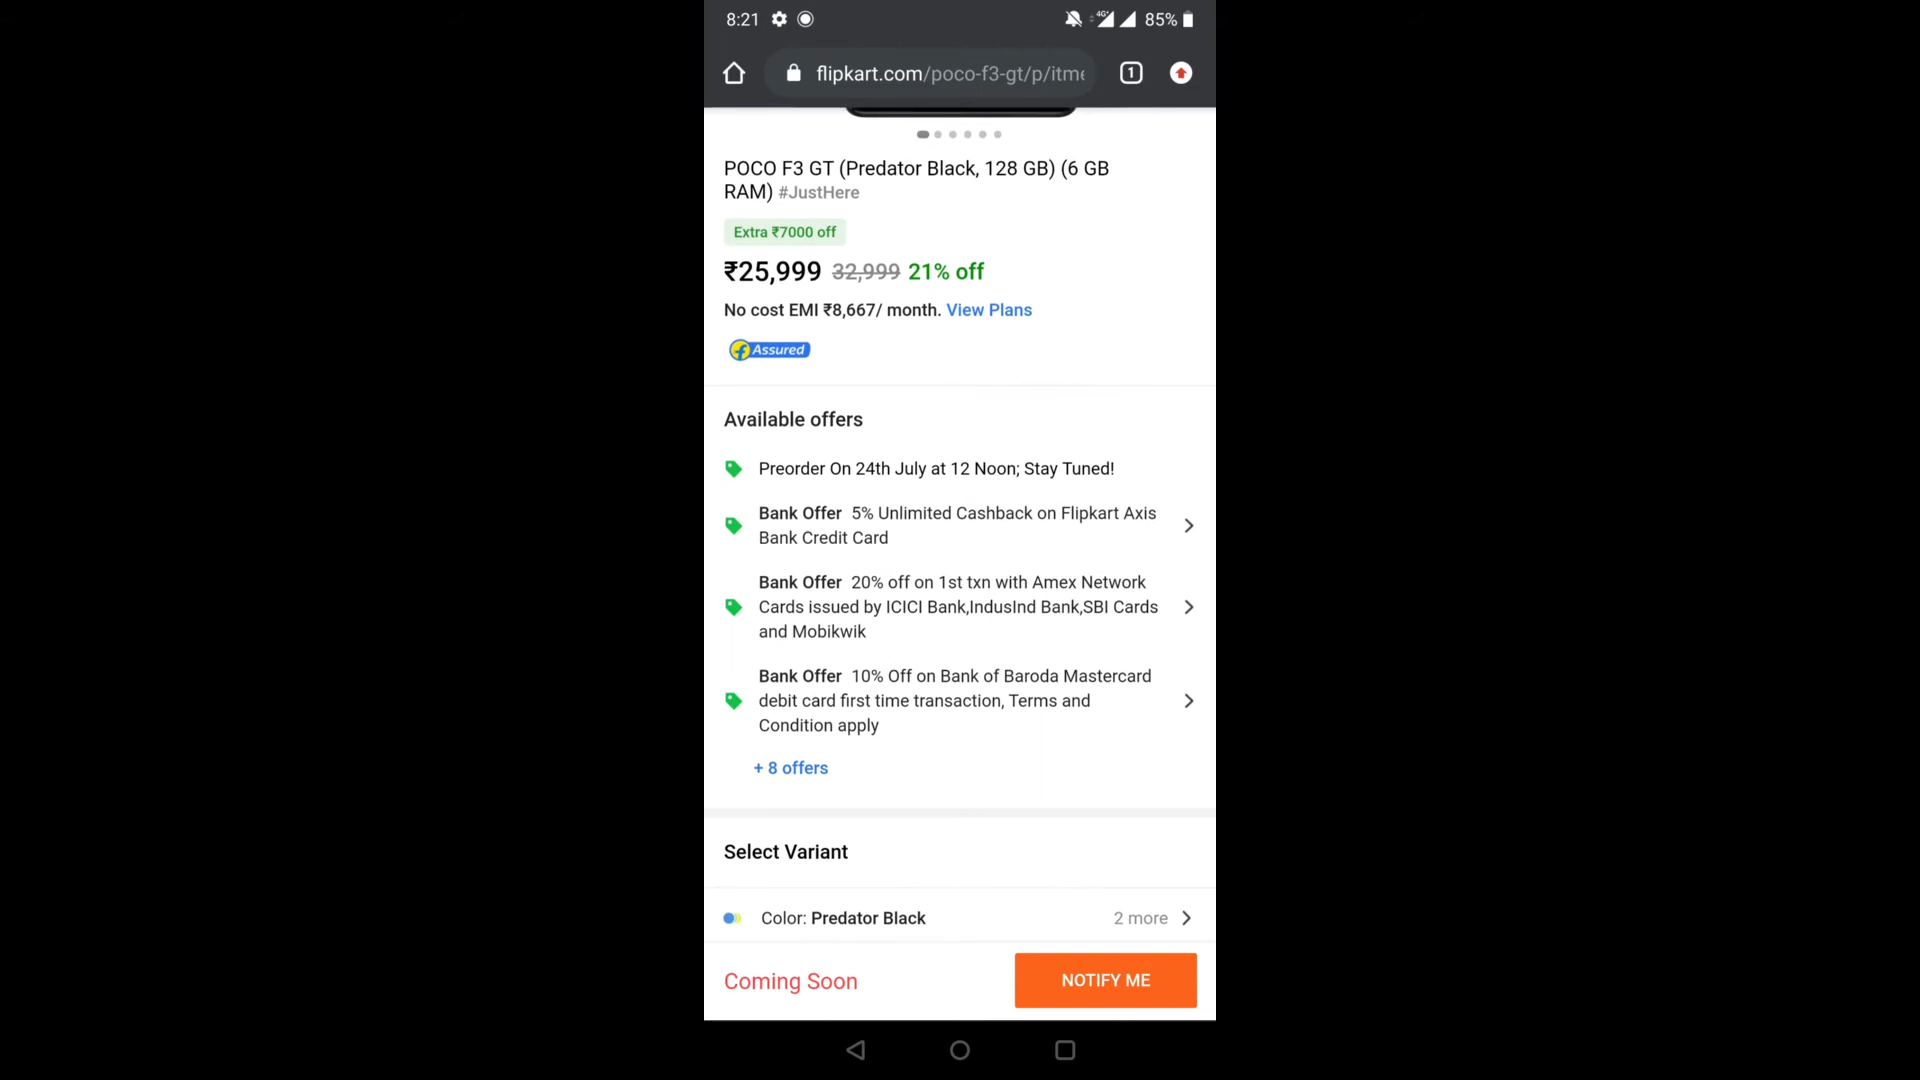 8:21 4G+ 85%
flipkart.com/poco-f3-gt/p/itme
1
POCO F3 GT (Predator Black, 128 GB) (6 GB
RAM) #JustHere
Extra ₹7000 off
₹25,999 32,999 21% off
No cost EMI ₹8,667/ month. View Plans
f Assured
Available offers
Preorder On 24th July at 12 Noon; Stay Tuned!
Bank Offer 5% Unlimited Cashback on Flipkart Axis
Bank Credit Card
Bank Offer 20% off on 1st txn with Amex Network
Cards issued by ICICI Bank,IndusInd Bank,SBI Cards
and Mobikwik
Bank Offer 10% Off on Bank of Baroda Mastercard
debit card first time transaction, Terms and
Condition apply
+ 8 offers
Select Variant
Color: Predator Black 2 more
Coming Soon NOTIFY ME